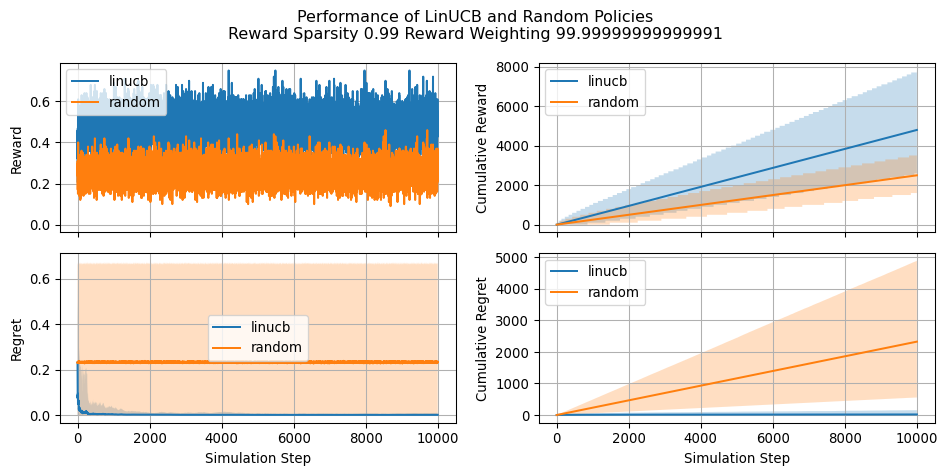 Performance of LinUCB and Random Policies
Reward Sparsity 0.99 Reward Weighting 99.99999999999991
Reward
0.6
0.4
0.2
0.0
linucb
random
Cumulative Reward
8000
6000
4000
2000
0
linucb
random
Regret
0.6
0.4
0.2
0.0
linucb
random
0 2000 4000 6000 8000 10000
Simulation Step
Cumulative Regret
5000
4000
3000
2000
1000
0
linucb
random
0 2000 4000 6000 8000 10000
Simulation Step